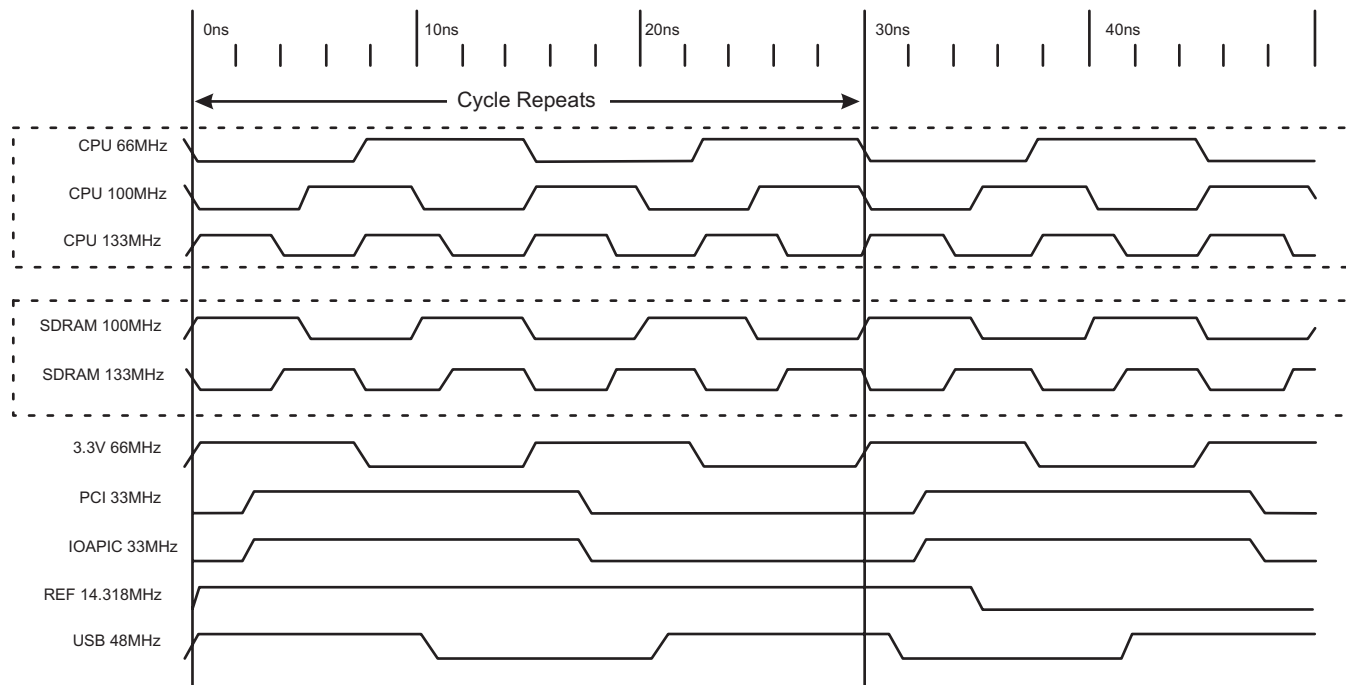 0ns 10ns 20ns 30ns 40ns
Cycle Repeats
CPU 66MHz
CPU 100MHz
CPU 133MHz
SDRAM 100MHz
SDRAM 133MHz
3.3V 66MHz
PCI 33MHz
IOAPIC 33MHz
REF 14.318MHz
USB 48MHz